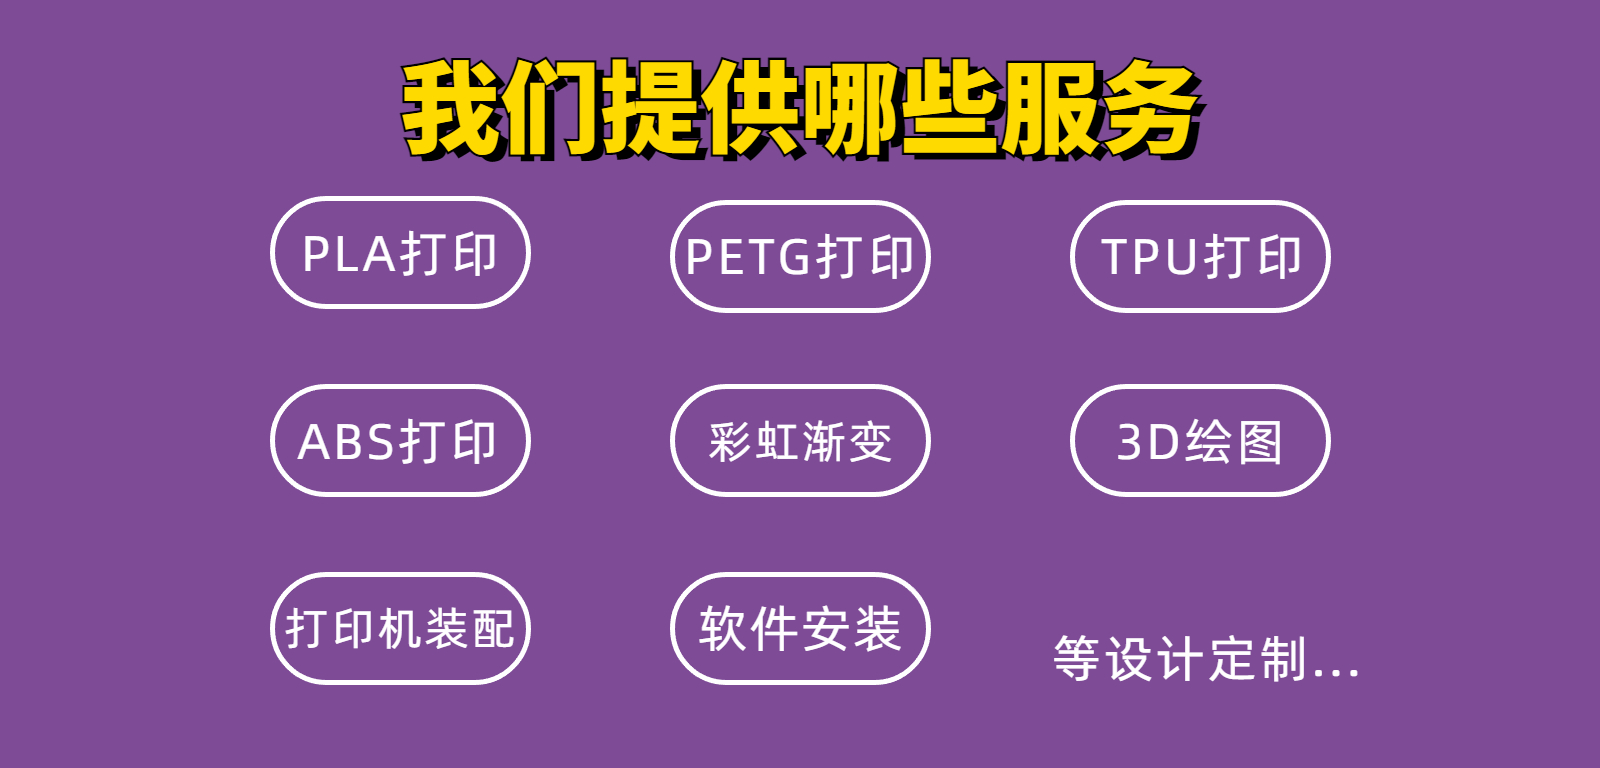 我们提供哪些服务
PLA打印
PETG打印
TPU打印
ABS打印
彩虹渐变
3D绘图
打印机装配
软件安装
等设计定制...